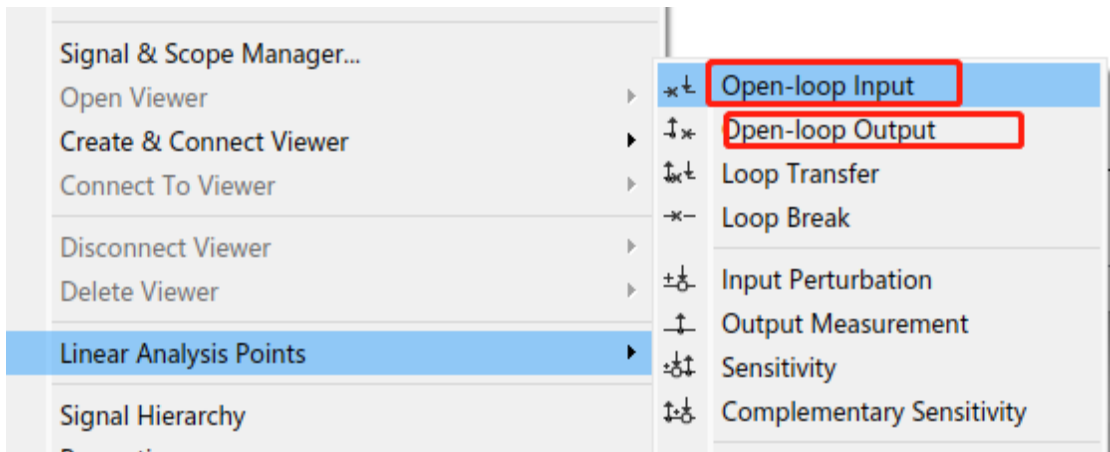 Signal & Scope Manager...
Open Viewer
Create & Connect Viewer
Connect To Viewer
Disconnect Viewer
Delete Viewer
Linear Analysis Points
Signal Hierarchy
Open-loop Input
Open-loop Output
Loop Transfer
Loop Break
Input Perturbation
Output Measurement
Sensitivity
Complementary Sensitivity